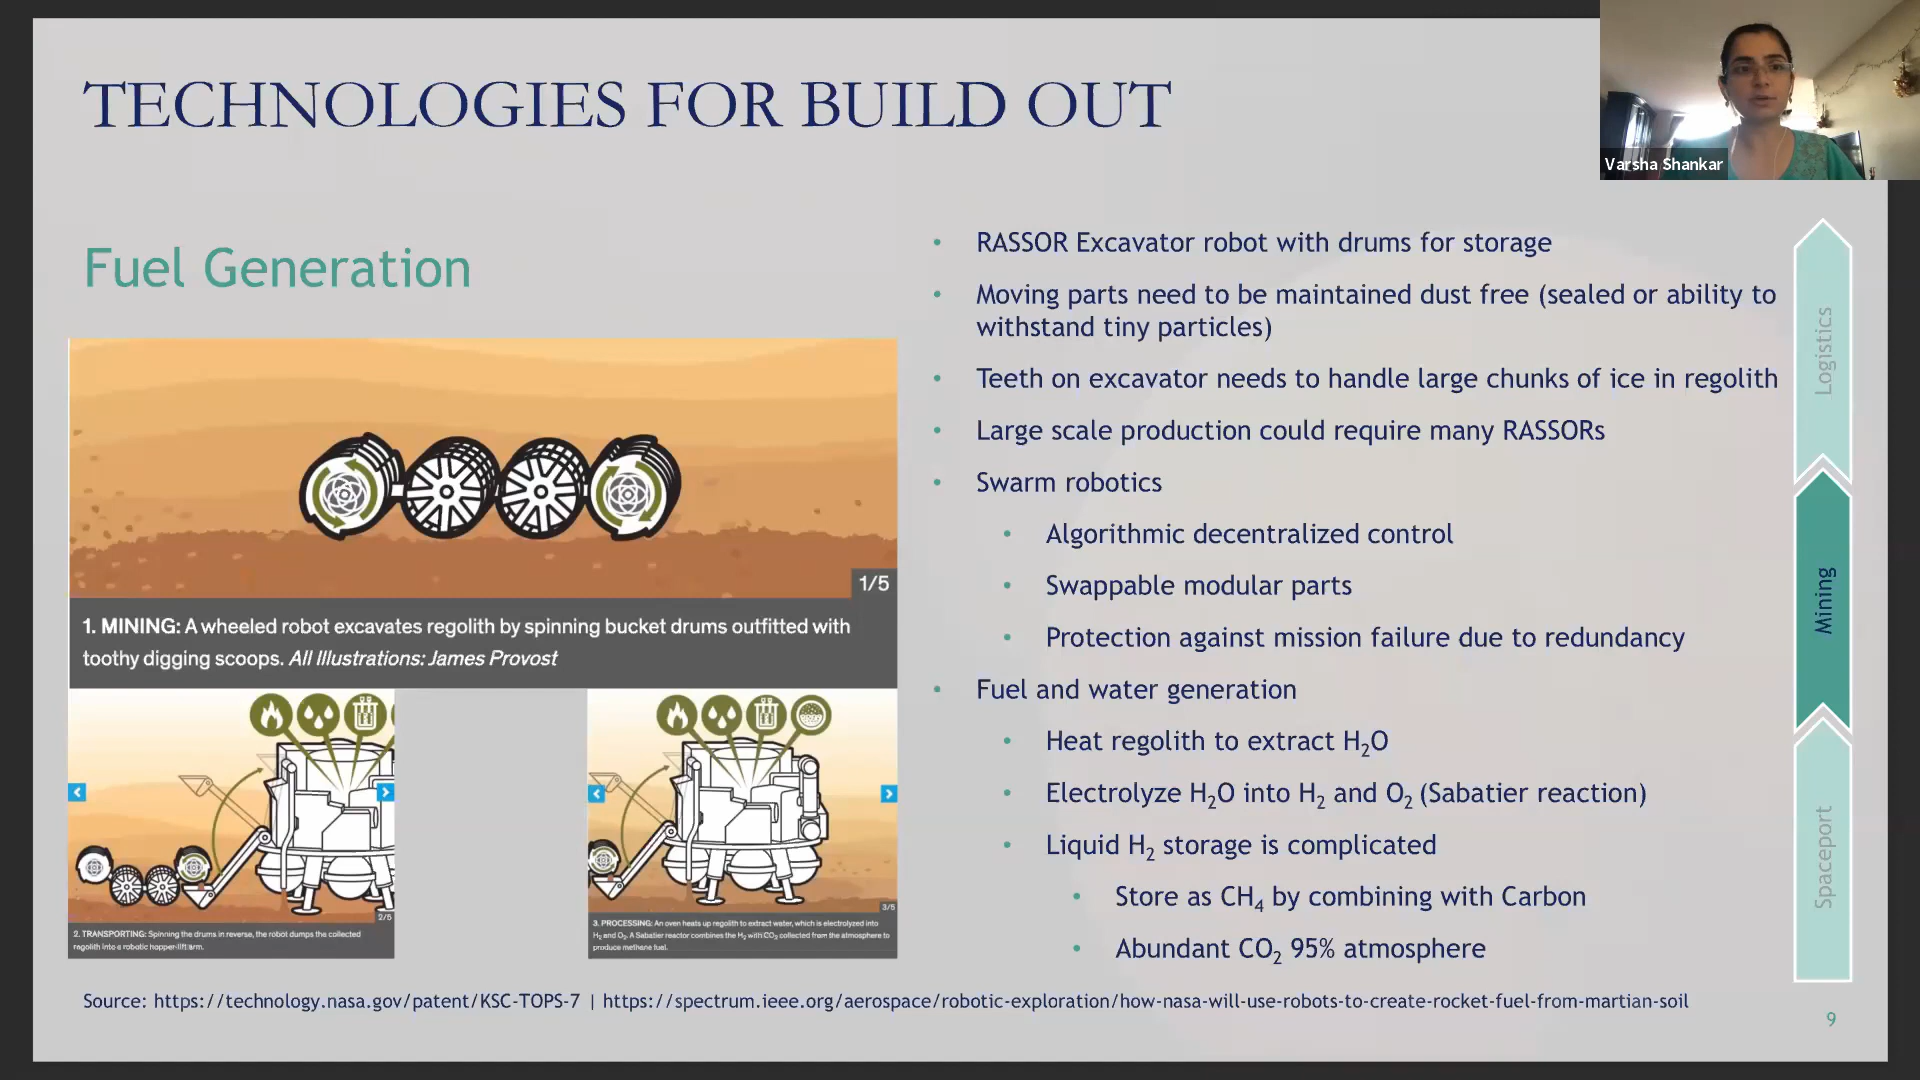 TECHNOLOGIES FOR BUILD OUT
Varsha Shankar
Fuel Generation
1/5
1. MINING: A wheeled robot excavates regolith by spinning bucket drums outfitted with
toothy digging scoops. All Illustrations: James Provost
2/5
2. TRANSPORTING: Spinning the drums in reverse, the robot dumps the collected
regolith into a robotic hopper-lift arm.
3/5
3. PROCESSING: An oven heats up regolith to extract water, which is electrolyzed into
H₂ and O₂. A Sabatier reactor combines the H₂ with CO₂ collected from the atmosphere to
produce methane fuel.
• RASSOR Excavator robot with drums for storage
• Moving parts need to be maintained dust free (sealed or ability to
withstand tiny particles)
• Teeth on excavator needs to handle large chunks of ice in regolith
• Large scale production could require many RASSORs
• Swarm robotics
• Algorithmic decentralized control
• Swappable modular parts
• Protection against mission failure due to redundancy
• Fuel and water generation
• Heat regolith to extract H₂O
• Electrolyze H₂O into H₂ and O₂ (Sabatier reaction)
• Liquid H₂ storage is complicated
• Store as CH₄ by combining with Carbon
• Abundant CO₂ 95% atmosphere
Logistics
Mining
Spaceport
Source: https://technology.nasa.gov/patent/KSC-TOPS-7 | https://spectrum.ieee.org/aerospace/robotic-exploration/how-nasa-will-use-robots-to-create-rocket-fuel-from-martian-soil
9